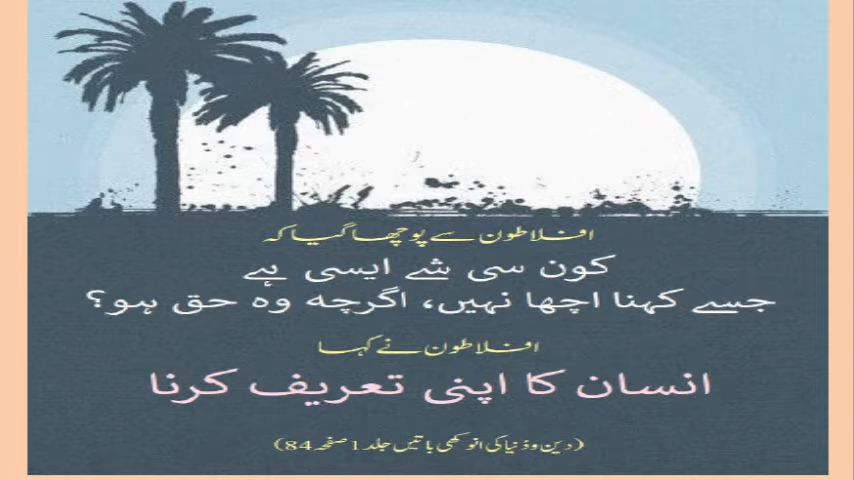 افلاطون سے پوچھا گیا کہ
کون سی شے ایسی ہے
جسے کہنا اچھا نہیں، اگرچہ وہ حق ہو؟
افلاطون نے کہا
انسان کا اپنی تعریف کرنا
(دین و دنیا کی انوکھی باتیں جلد 1 صفحہ 84)